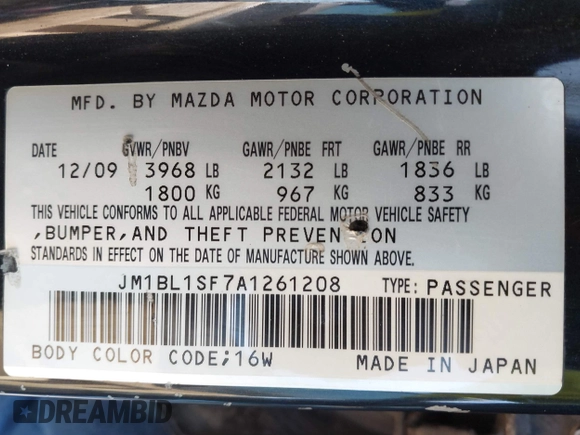 MFD. BY MAZDA MOTOR CORPORATION
DATE GVWR/PNBV GAWR/PNBE FRT GAWR/PNBE RR
12/09 3968 LB 2132 LB 1836 LB
1800 KG 967 KG 833 KG
THIS VEHICLE CONFORMS TO ALL APPLICABLE FEDERAL MOTOR VEHICLE SAFETY
,BUMPER,AND THEFT PREVENTION
STANDARDS IN EFFECT ON THE DATE OF MANUFACTURE SHOWN ABOVE.
JM1BL1SF7A1261208 TYPE: PASSENGER
BODY COLOR CODE;16W MADE IN JAPAN
DREAMBID